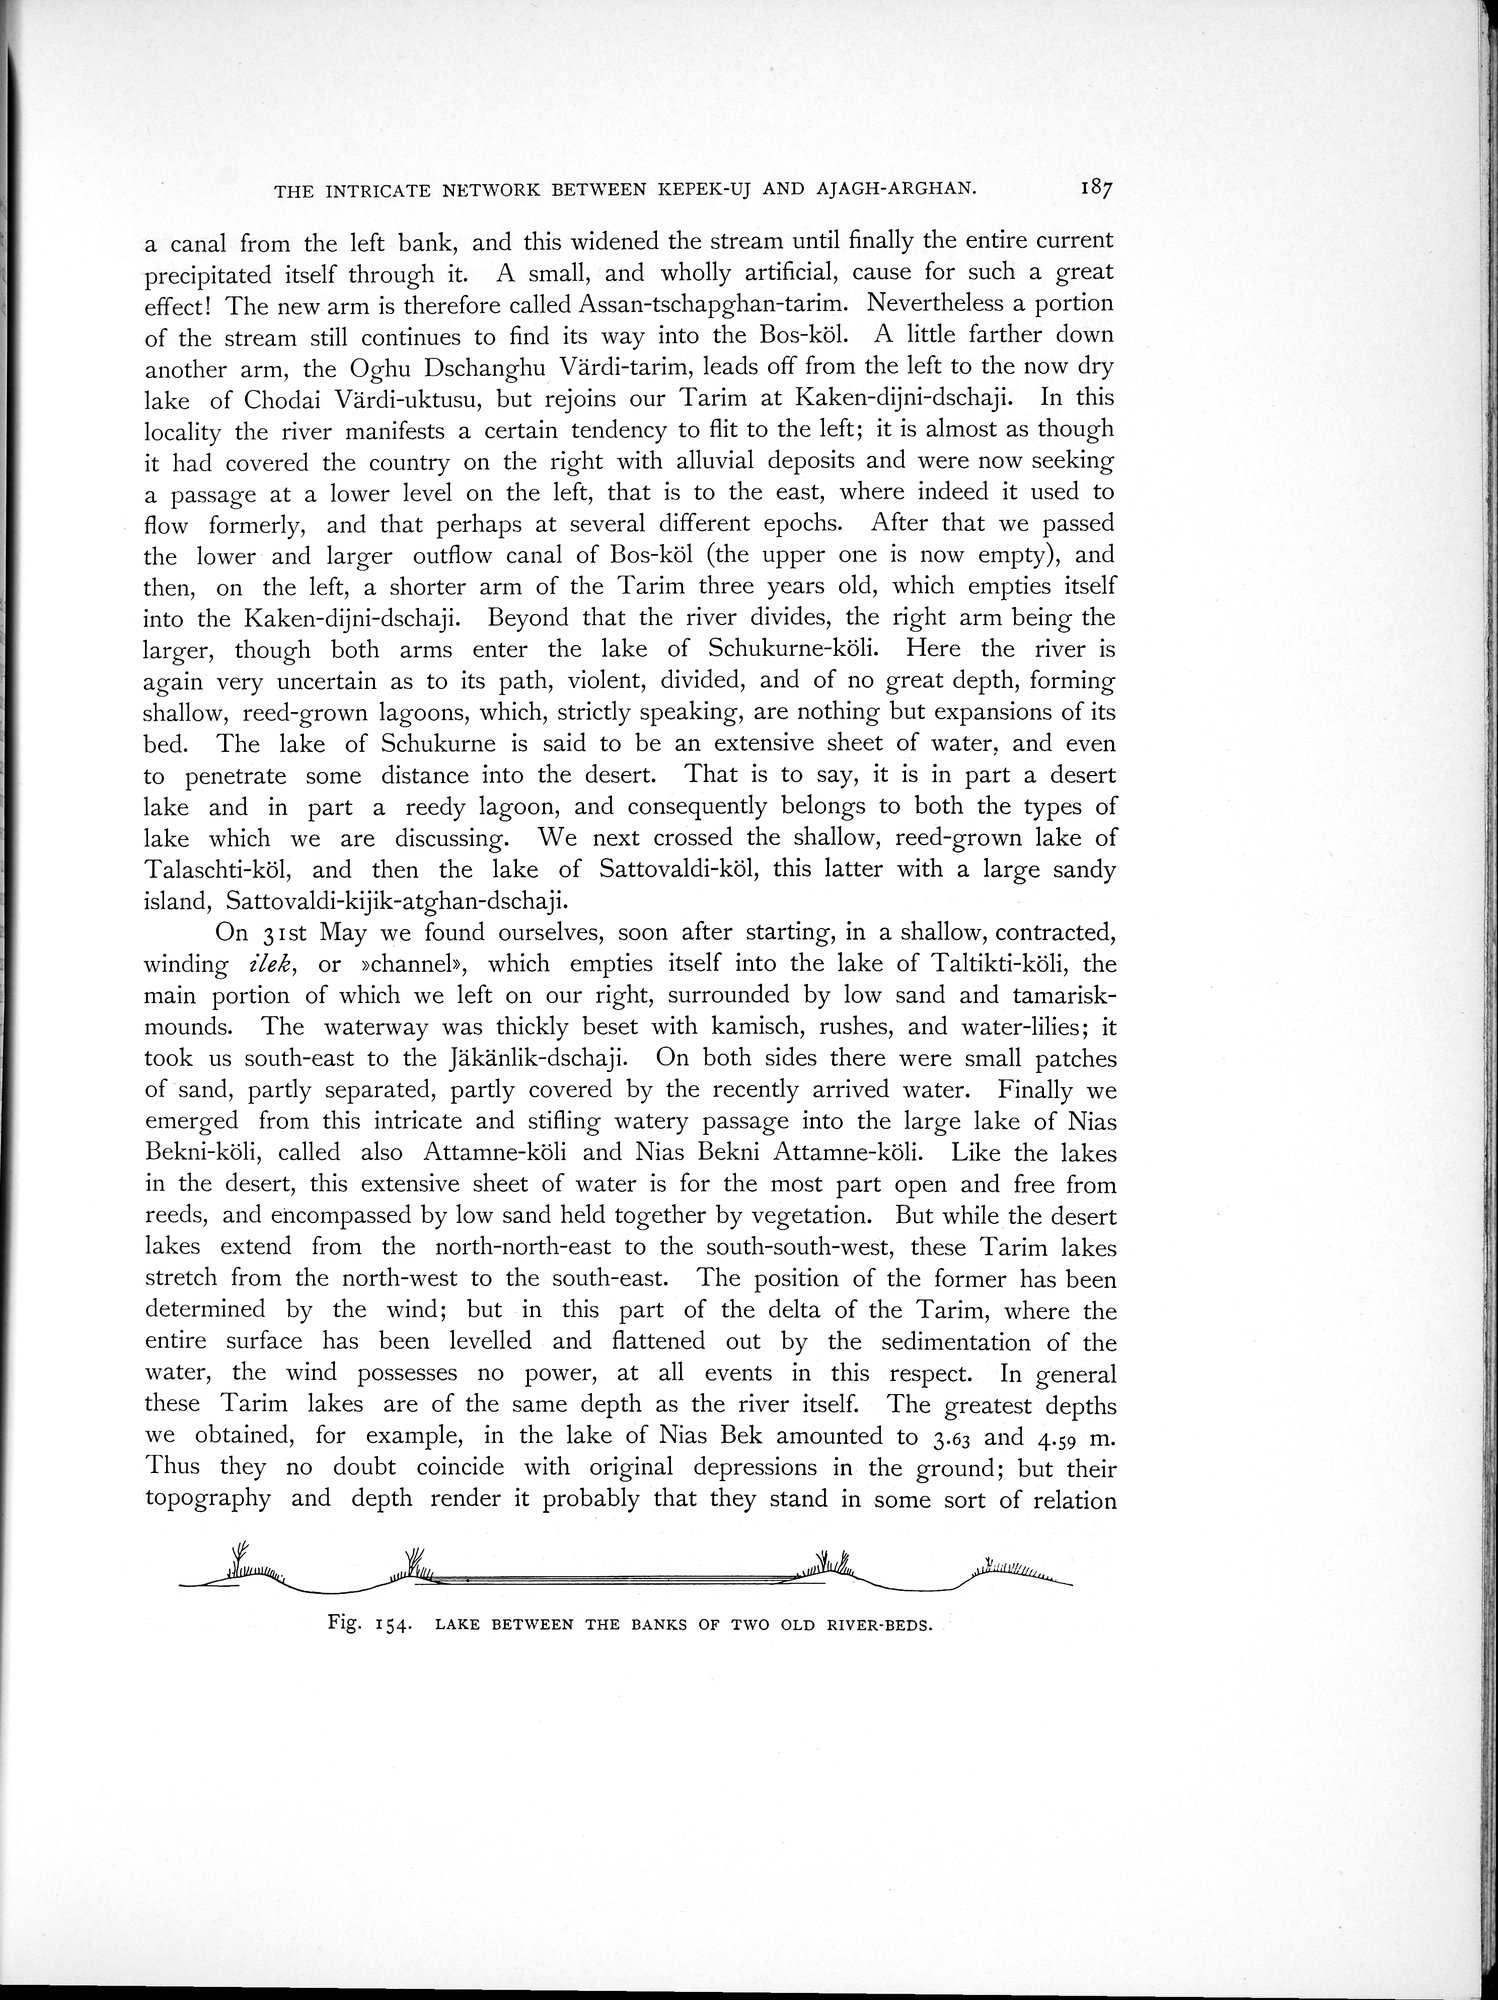 THE INTRICATE NETWORK BETWEEN KEPEK-UJ AND AJAGH-ARGHAN. 187
a canal from the left bank, and this widened the stream until finally the entire current
precipitated itself through it. A small, and wholly artificial, cause for such a great
effect! The new arm is therefore called Assan-tschapghan-tarim. Nevertheless a portion
of the stream still continues to find its way into the Bos-köl. A little farther down
another arm, the Oghu Dschanghu Värdi-tarim, leads off from the left to the now dry
lake of Chodai Värdi-uktusu, but rejoins our Tarim at Kaken-dijni-dschaji. In this
locality the river manifests a certain tendency to flit to the left; it is almost as though
it had covered the country on the right with alluvial deposits and were now seeking
a passage at a lower level on the left, that is to the east, where indeed it used to
flow formerly, and that perhaps at several different epochs. After that we passed
the lower and larger outflow canal of Bos-köl (the upper one is now empty), and
then, on the left, a shorter arm of the Tarim three years old, which empties itself
into the Kaken-dijni-dschaji. Beyond that the river divides, the right arm being the
larger, though both arms enter the lake of Schukurne-köli. Here the river is
again very uncertain as to its path, violent, divided, and of no great depth, forming
shallow, reed-grown lagoons, which, strictly speaking, are nothing but expansions of its
bed. The lake of Schukurne is said to be an extensive sheet of water, and even
to penetrate some distance into the desert. That is to say, it is in part a desert
lake and in part a reedy lagoon, and consequently belongs to both the types of
lake which we are discussing. We next crossed the shallow, reed-grown lake of
Talaschti-köl, and then the lake of Sattovaldi-köl, this latter with a large sandy
island, Sattovaldi-kijik-atghan-dschaji.
On 31st May we found ourselves, soon after starting, in a shallow, contracted,
winding ilek, or »channel», which empties itself into the lake of Taltikti-köli, the
main portion of which we left on our right, surrounded by low sand and tamarisk-
mounds. The waterway was thickly beset with kamisch, rushes, and water-lilies; it
took us south-east to the Jäkänlik-dschaji. On both sides there were small patches
of sand, partly separated, partly covered by the recently arrived water. Finally we
emerged from this intricate and stifling watery passage into the large lake of Nias
Bekni-köli, called also Attamne-köli and Nias Bekni Attamne-köli. Like the lakes
in the desert, this extensive sheet of water is for the most part open and free from
reeds, and encompassed by low sand held together by vegetation. But while the desert
lakes extend from the north-north-east to the south-south-west, these Tarim lakes
stretch from the north-west to the south-east. The position of the former has been
determined by the wind; but in this part of the delta of the Tarim, where the
entire surface has been levelled and flattened out by the sedimentation of the
water, the wind possesses no power, at all events in this respect. In general
these Tarim lakes are of the same depth as the river itself. The greatest depths
we obtained, for example, in the lake of Nias Bek amounted to 3.63 and 4.59 m.
Thus they no doubt coincide with original depressions in the ground; but their
topography and depth render it probably that they stand in some sort of relation
Fig. 154. LAKE BETWEEN THE BANKS OF TWO OLD RIVER-BEDS.